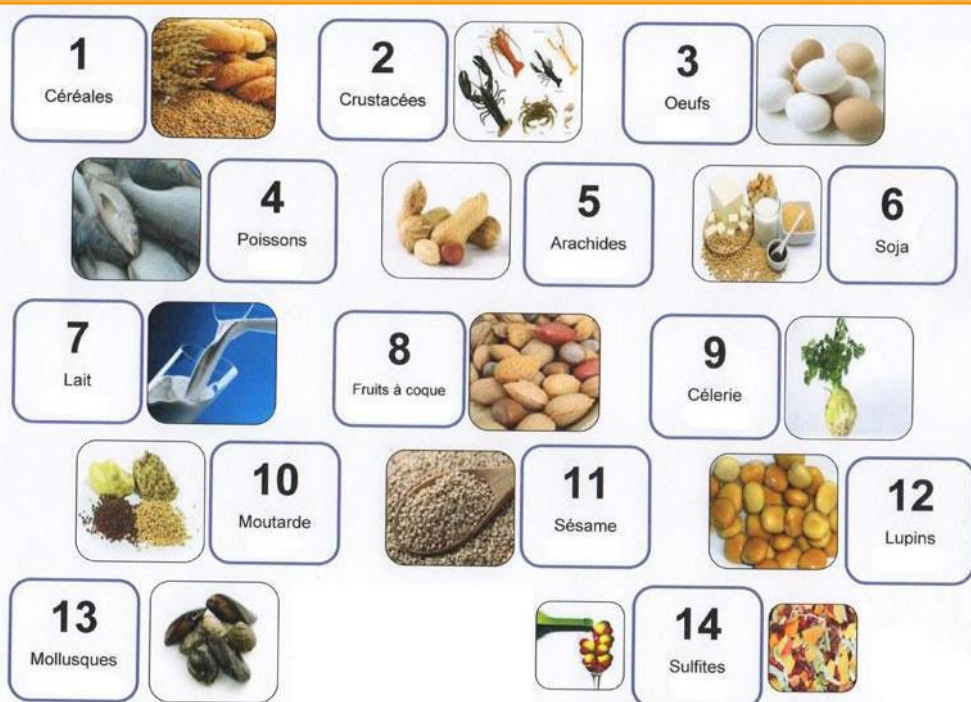 1
Céréales
2
Crustacées
3
Oeufs
4
Poissons
5
Arachides
6
Soja
7
Lait
8
Fruits à coque
9
Célerie
10
Moutarde
11
Sésame
12
Lupins
13
Mollusques
14
Sulfites